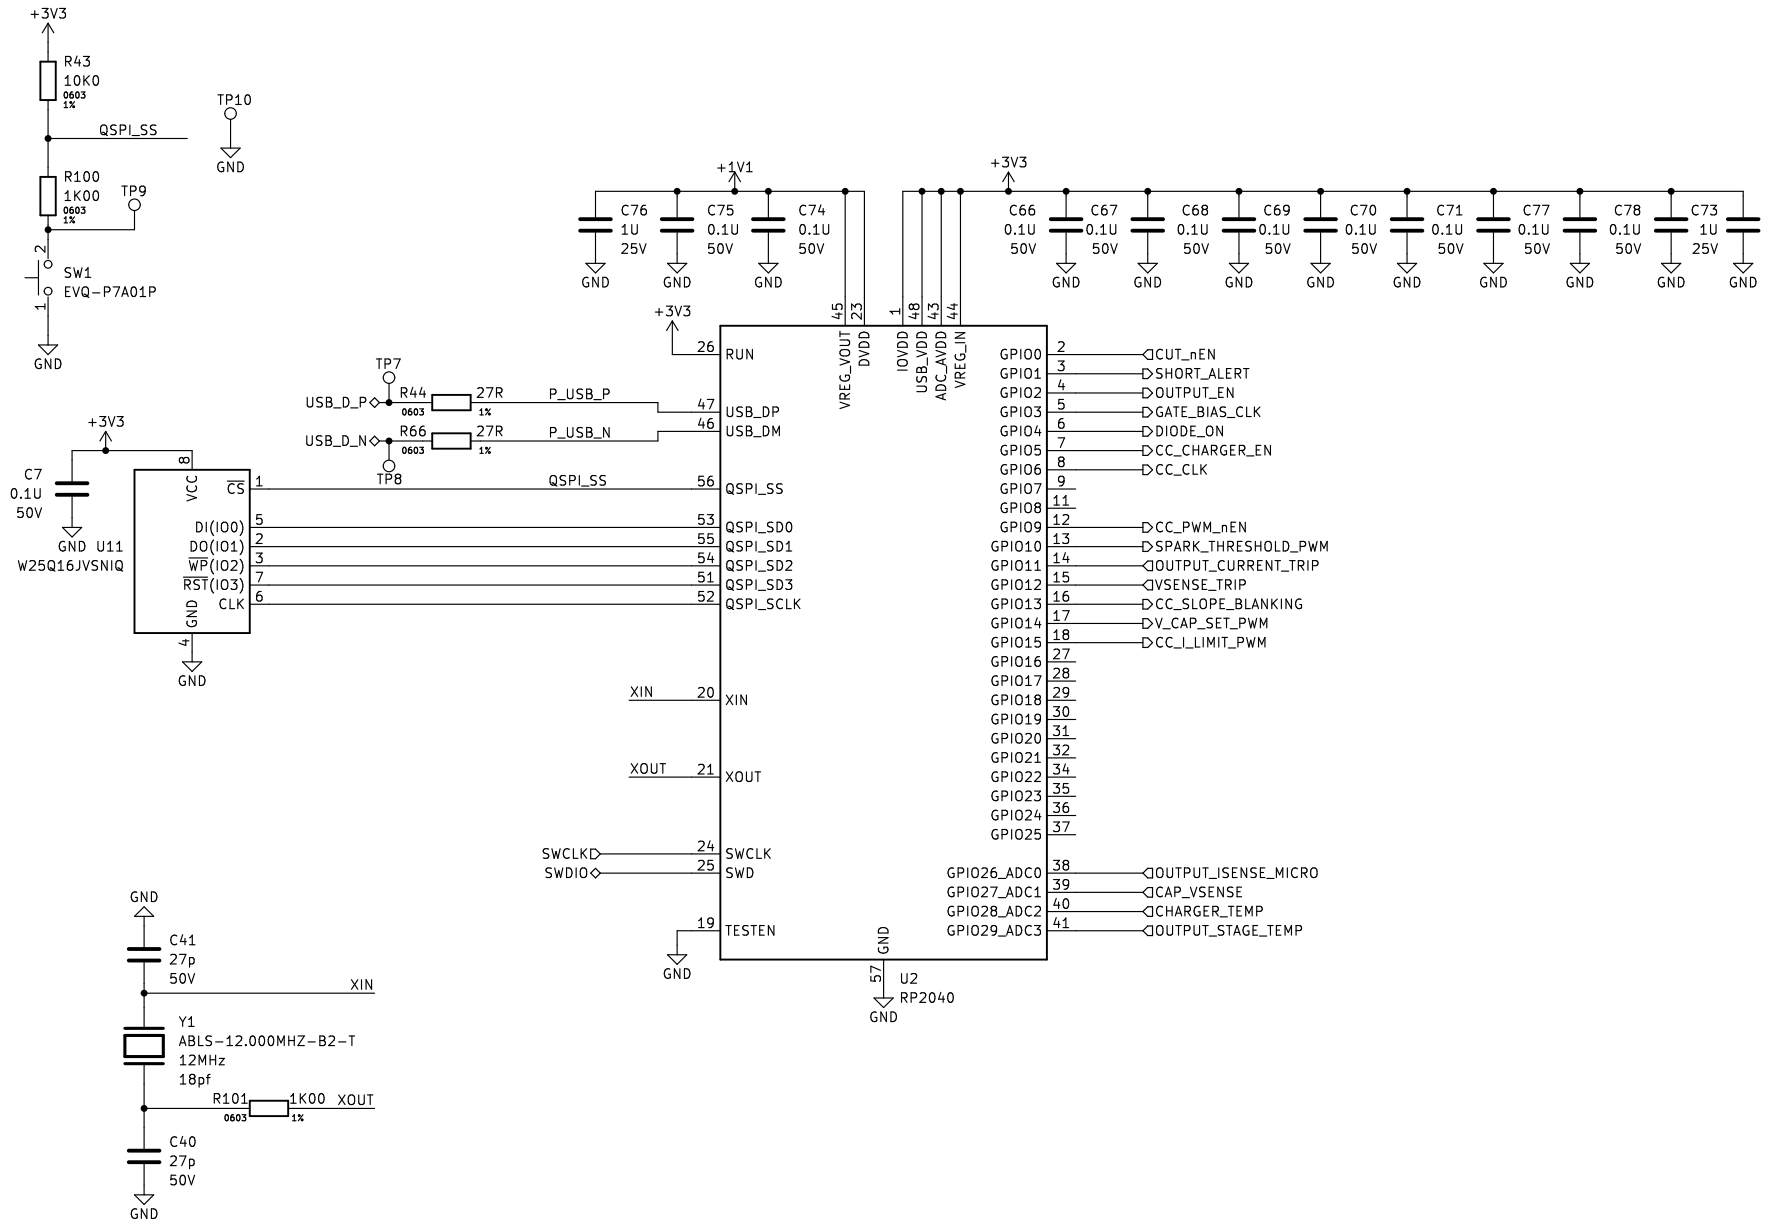 +3V3
R43
10K0
0603
1%
QSPI_SS
TP10
GND
R100
1K00
0603
1%
TP9
2
SW1
EVQ-P7A01P
1
GND
+1V1
C76
1U
25V
GND
C75
0.1U
50V
GND
C74
0.1U
50V
GND
+3V3
C66
0.1U
50V
GND
C67
0.1U
50V
GND
C68
0.1U
50V
GND
C69
0.1U
50V
GND
C70
0.1U
50V
GND
C71
0.1U
50V
GND
C77
0.1U
50V
GND
C78
0.1U
50V
GND
C73
1U
25V
GND
45
23
1
48
43
44
VREG_VOUT
DVDD
IOVDD
USB_VDD
ADC_AVDD
VREG_IN
+3V3
26 RUN
TP7
USB_D_P
R44
0603
27R
1%
P_USB_P
47 USB_DP
USB_D_N
R66
0603
27R
1%
P_USB_N
46 USB_DM
TP8
+3V3
C7
0.1U
50V
GND
U11
W25Q16JVSNIQ
8
VCC
CS 1
QSPI_SS
56 QSPI_SS
DI(IO0) 5
53 QSPI_SD0
DO(IO1) 2
55 QSPI_SD1
WP(IO2) 3
54 QSPI_SD2
RST(IO3) 7
51 QSPI_SD3
CLK 6
52 QSPI_SCLK
GND
4
GND
XIN
20 XIN
XOUT
21 XOUT
SWCLK
24 SWCLK
SWDIO
25 SWD
19 TESTEN
GND
GND
57
GND
U2
RP2040
GPIO0 2 CUT_nEN
GPIO1 3 SHORT_ALERT
GPIO2 4 OUTPUT_EN
GPIO3 5 GATE_BIAS_CLK
GPIO4 6 DIODE_ON
GPIO5 7 CC_CHARGER_EN
GPIO6 8 CC_CLK
GPIO7 9
GPIO8 11
GPIO9 12 CC_PWM_nEN
GPIO10 13 SPARK_THRESHOLD_PWM
GPIO11 14 OUTPUT_CURRENT_TRIP
GPIO12 15 VSENSE_TRIP
GPIO13 16 CC_SLOPE_BLANKING
GPIO14 17 V_CAP_SET_PWM
GPIO15 18 CC_I_LIMIT_PWM
GPIO16 27
GPIO17 28
GPIO18 29
GPIO19 30
GPIO20 31
GPIO21 32
GPIO22 34
GPIO23 35
GPIO24 36
GPIO25 37
GPIO26_ADC0 38 OUTPUT_ISENSE_MICRO
GPIO27_ADC1 39 CAP_VSENSE
GPIO28_ADC2 40 CHARGER_TEMP
GPIO29_ADC3 41 OUTPUT_STAGE_TEMP
GND
C41
27p
50V
XIN
Y1
ABLS-12.000MHZ-B2-T
12MHz
18pf
R101
0603
1K00
1%
XOUT
C40
27p
50V
GND